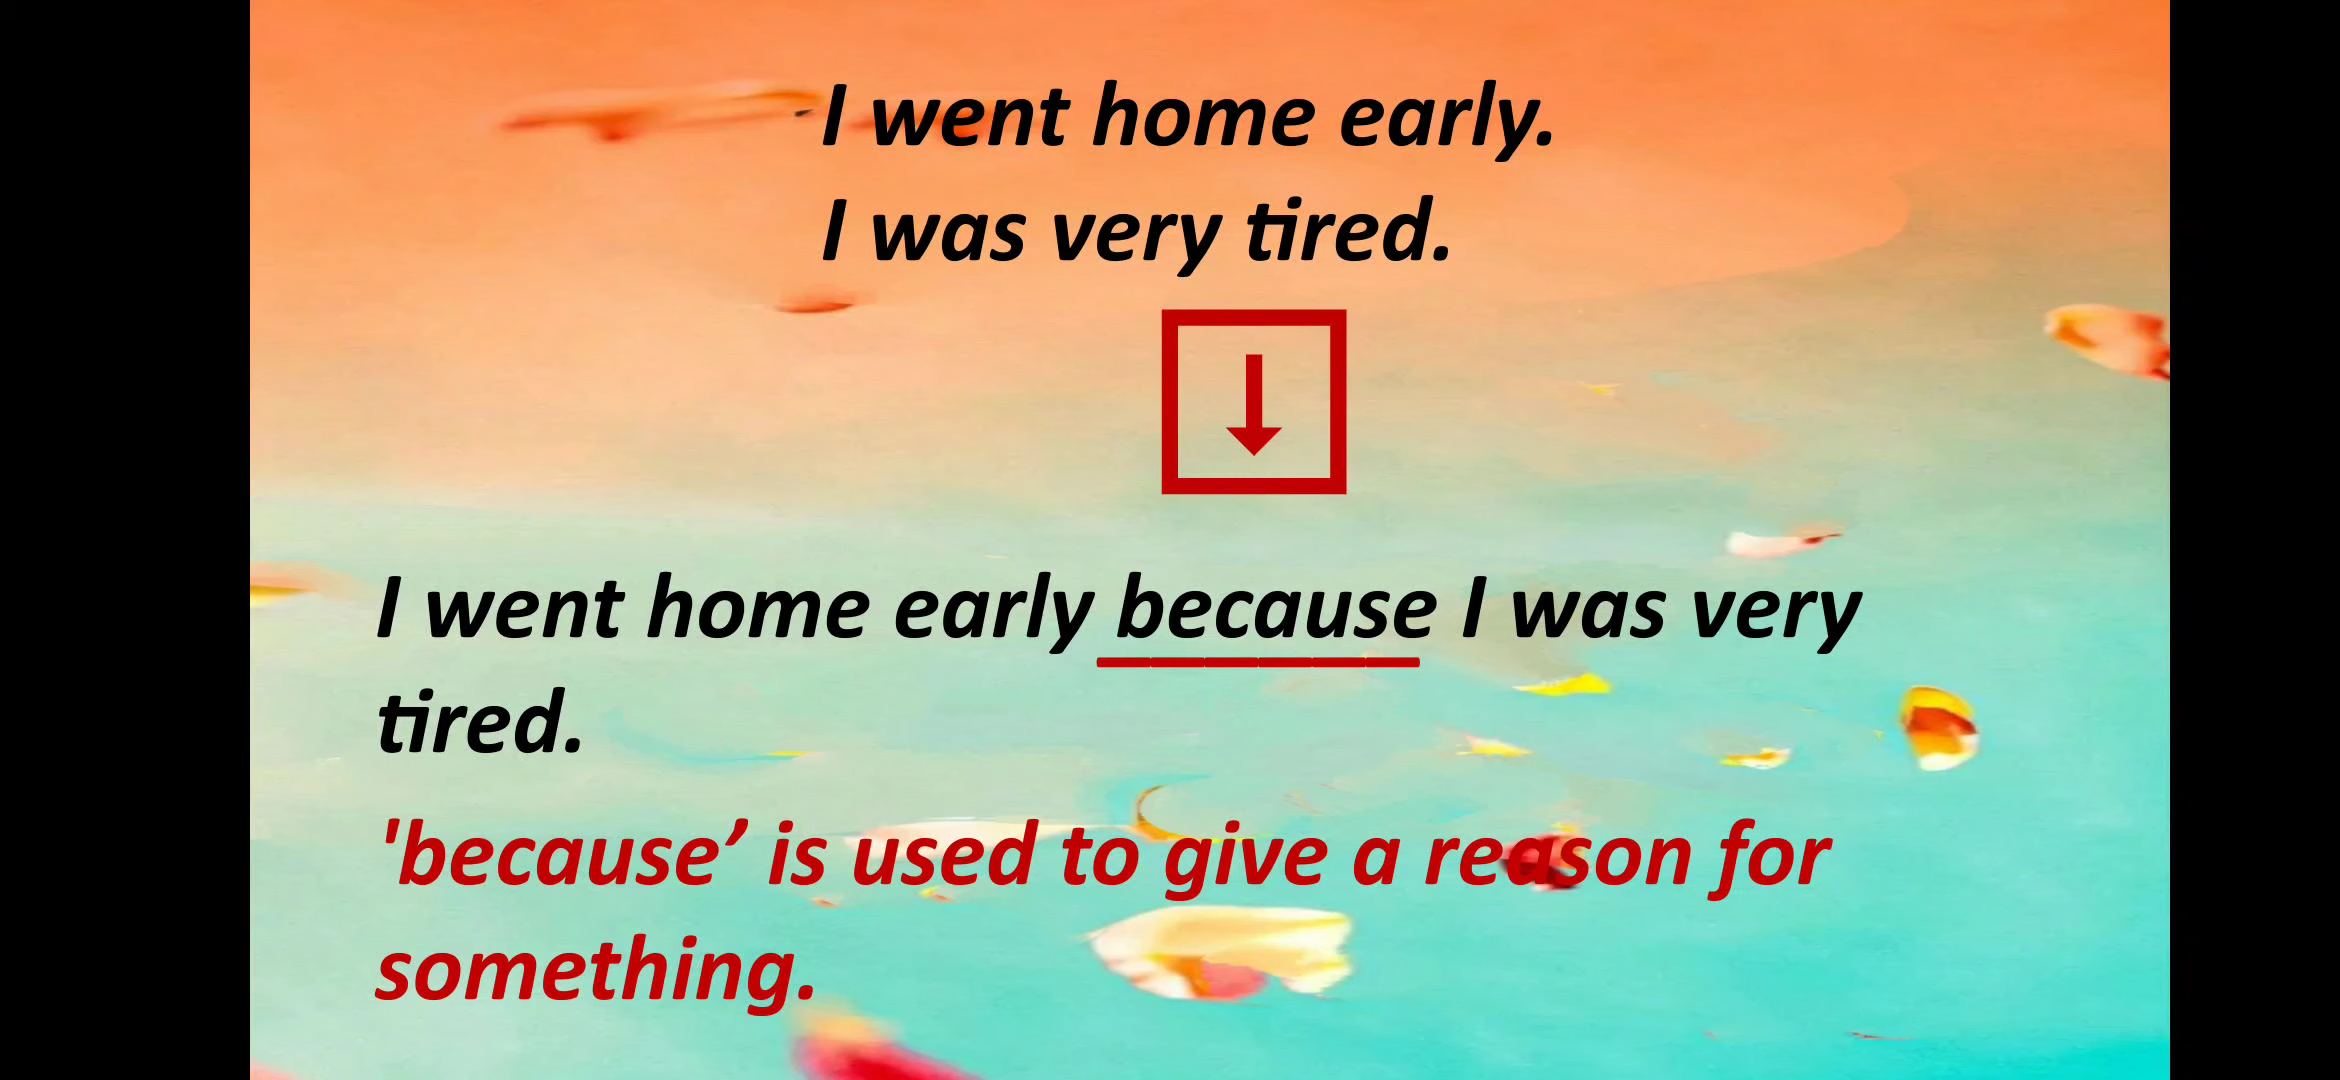 I went home early.
I was very tired.
↓
I went home early because I was very
tired.
'because’ is used to give a reason for
something.